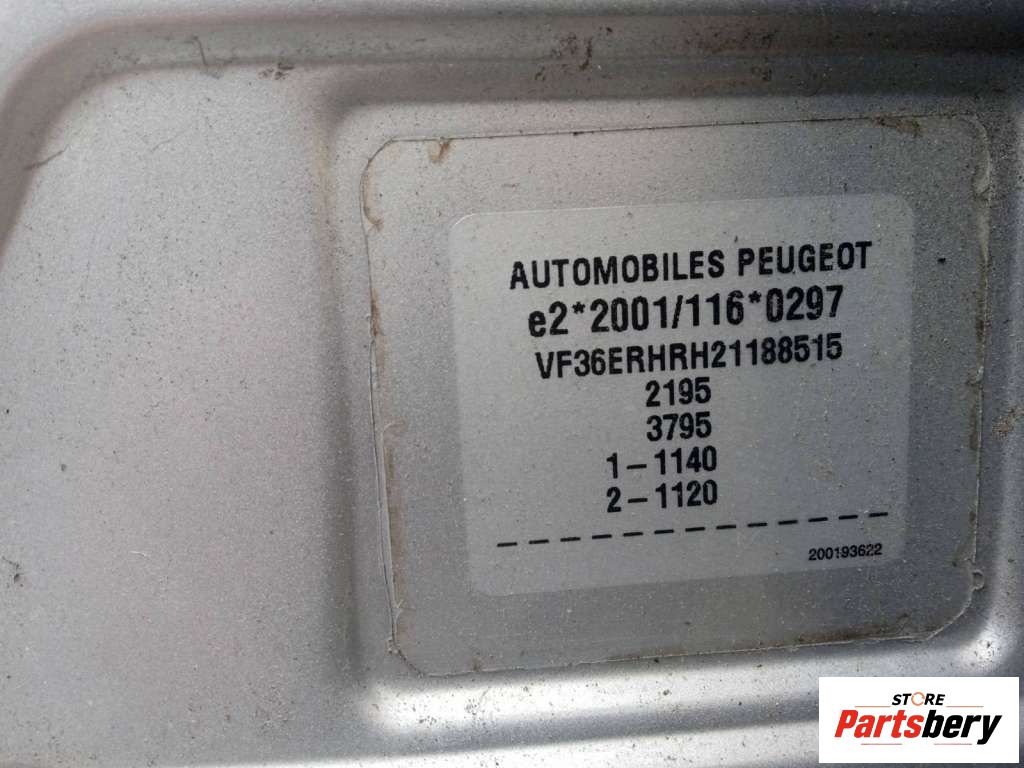 AUTOMOBILES PEUGEOT
e2*2001/116*0297
VF36ERHRH21188515
2195
3795
1-1140
2-1120
200193622
STORE
Partsbery